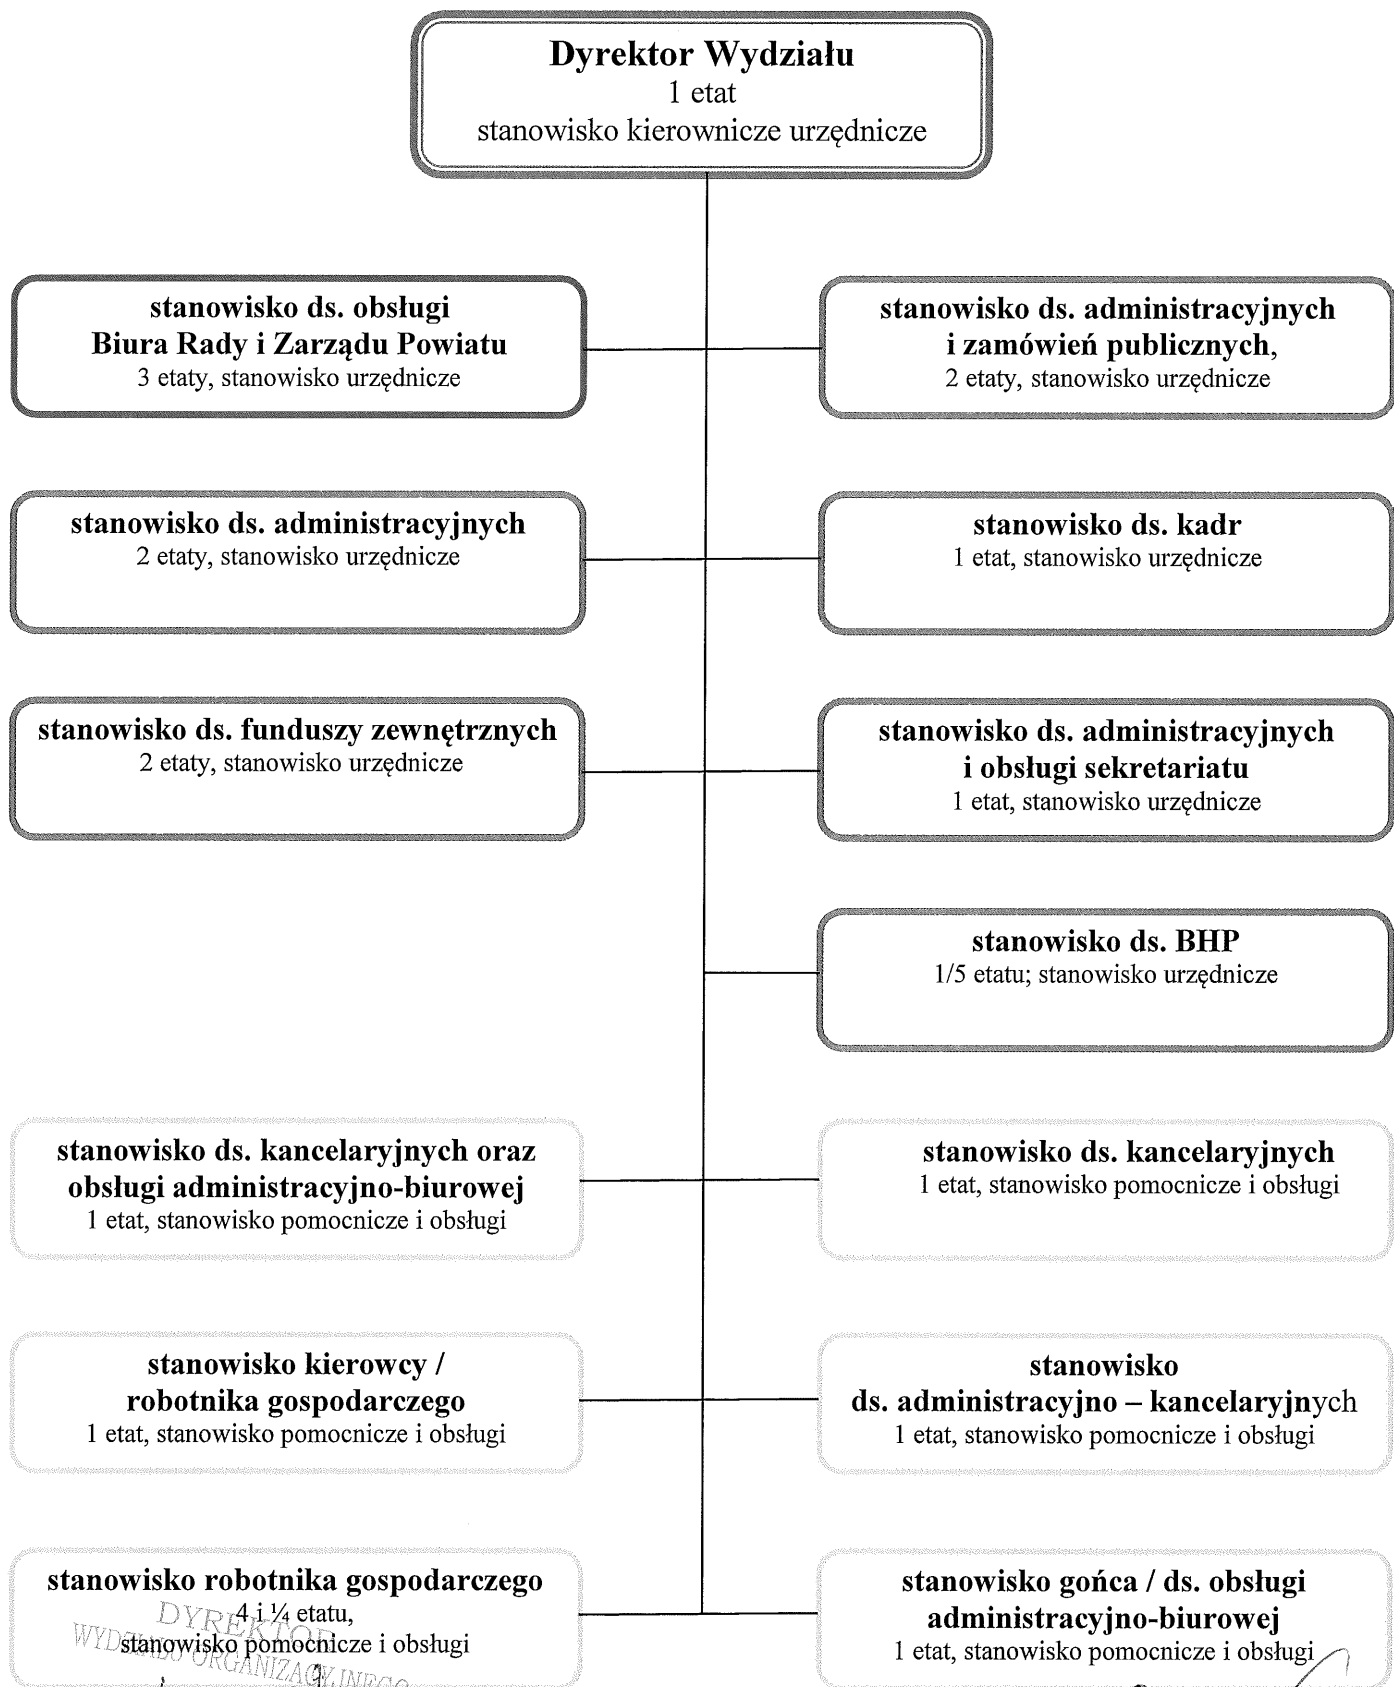 Dyrektor Wydziału
1 etat
stanowisko kierownicze urzędnicze
stanowisko ds. obsługi
Biura Rady i Zarządu Powiatu
3 etaty, stanowisko urzędnicze
stanowisko ds. administracyjnych
i zamówień publicznych,
2 etaty, stanowisko urzędnicze
stanowisko ds. administracyjnych
2 etaty, stanowisko urzędnicze
stanowisko ds. kadr
1 etat, stanowisko urzędnicze
stanowisko ds. funduszy zewnętrznych
2 etaty, stanowisko urzędnicze
stanowisko ds. administracyjnych
i obsługi sekretariatu
1 etat, stanowisko urzędnicze
stanowisko ds. BHP
1/5 etatu; stanowisko urzędnicze
stanowisko ds. kancelaryjnych oraz
obsługi administracyjno-biurowej
1 etat, stanowisko pomocnicze i obsługi
stanowisko ds. kancelaryjnych
1 etat, stanowisko pomocnicze i obsługi
stanowisko kierowcy /
robotnika gospodarczego
1 etat, stanowisko pomocnicze i obsługi
stanowisko
ds. administracyjno – kancelaryjnych
1 etat, stanowisko pomocnicze i obsługi
stanowisko robotnika gospodarczego
4 i ¼ etatu,
stanowisko pomocnicze i obsługi
DYREKTOR
WYDZIAŁU ORGANIZACYJNEGO
stanowisko gońca / ds. obsługi
administracyjno-biurowej
1 etat, stanowisko pomocnicze i obsługi